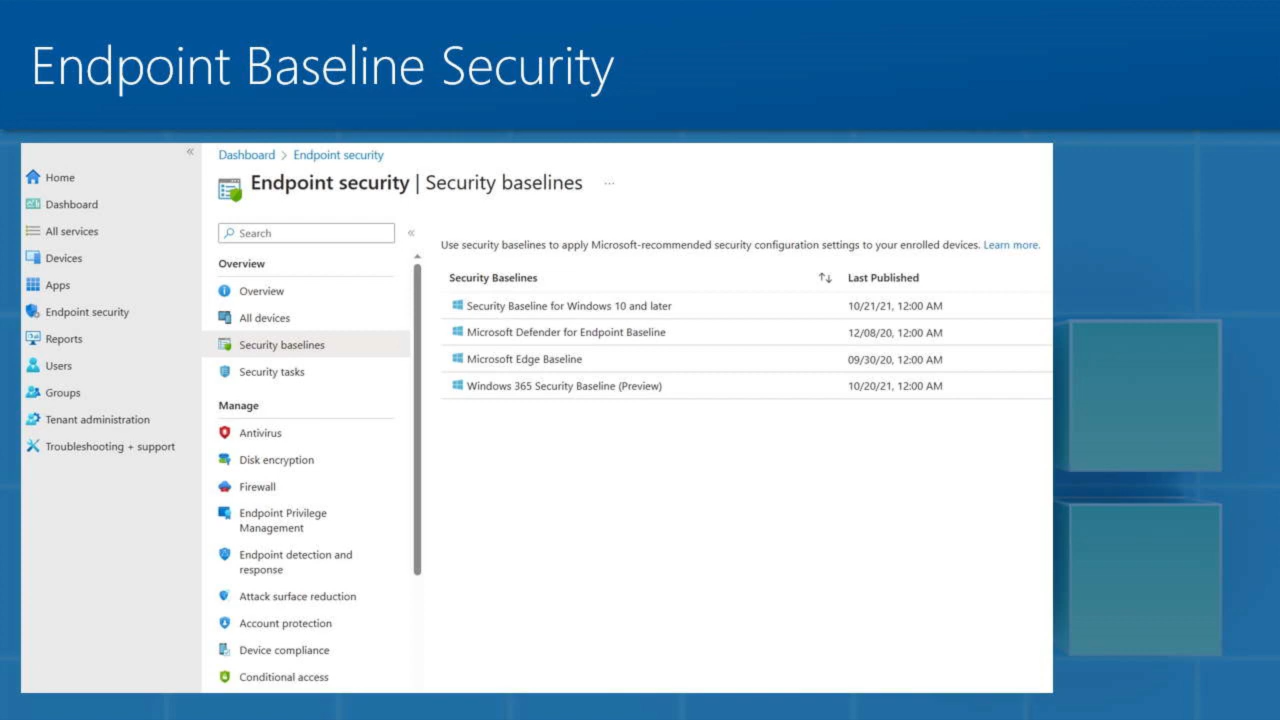 Endpoint Baseline Security
Home
Dashboard
All services
Devices
Apps
Endpoint security
Reports
Users
Groups
Tenant administration
Troubleshooting + support
Dashboard > Endpoint security
Endpoint security | Security baselines ...
Search
Overview
Overview
All devices
Security baselines
Security tasks
Manage
Antivirus
Disk encryption
Firewall
Endpoint Privilege
Management
Endpoint detection and
response
Attack surface reduction
Account protection
Device compliance
Conditional access
Use security baselines to apply Microsoft-recommended security configuration settings to your enrolled devices. Learn more.
Security Baselines Last Published
Security Baseline for Windows 10 and later 10/21/21, 12:00 AM
Microsoft Defender for Endpoint Baseline 12/08/20, 12:00 AM
Microsoft Edge Baseline 09/30/20, 12:00 AM
Windows 365 Security Baseline (Preview) 10/20/21, 12:00 AM